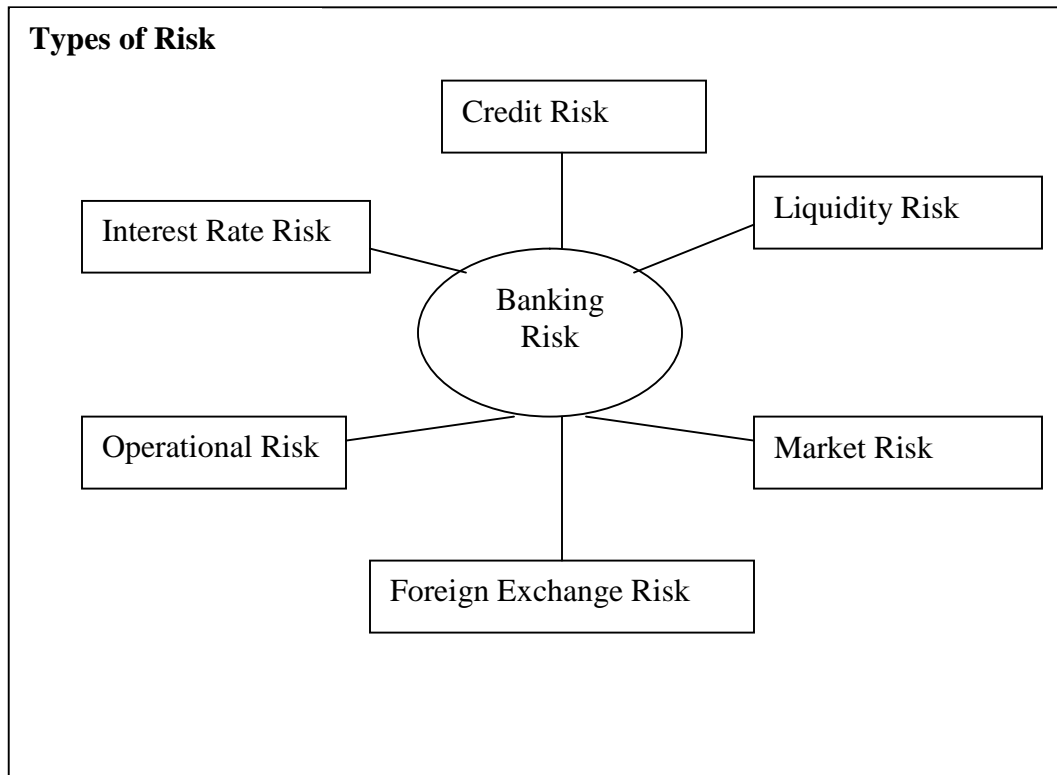 Types of Risk
Credit Risk
Liquidity Risk
Interest Rate Risk
Banking
Risk
Operational Risk
Market Risk
Foreign Exchange Risk